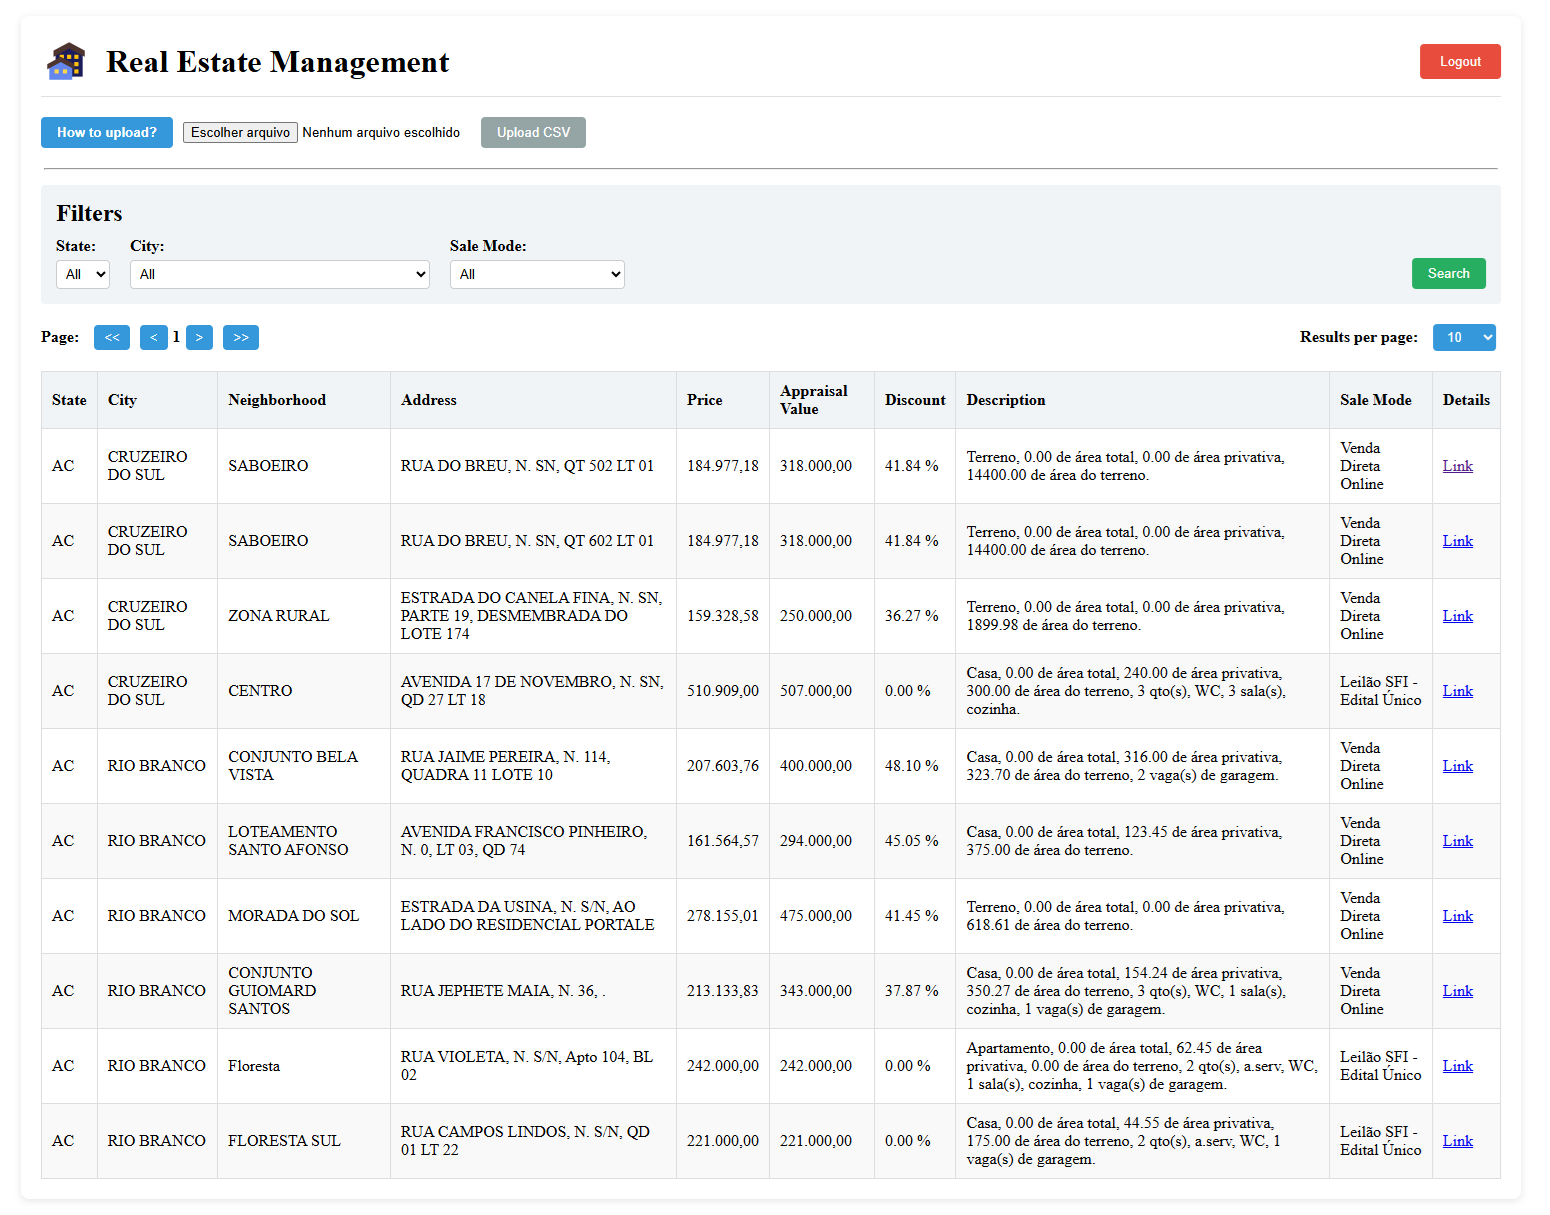 Real Estate Management
Logout
How to upload?
Escolher arquivo Nenhum arquivo escolhido
Upload CSV
Filters
State:
City:
Sale Mode:
All
All
All
Search
Page: << < 1 > >>
Results per page: 10
State City Neighborhood Address Price Appraisal Value Discount Description Sale Mode Details
AC
CRUZEIRO
DO SUL
SABOEIRO
RUA DO BREU, N. SN, QT 502 LT 01
184.977,18
318.000,00
41.84 %
Terreno, 0.00 de área total, 0.00 de área privativa,
14400.00 de área do terreno.
Venda
Direta
Online
Link
AC
CRUZEIRO
DO SUL
SABOEIRO
RUA DO BREU, N. SN, QT 602 LT 01
184.977,18
318.000,00
41.84 %
Terreno, 0.00 de área total, 0.00 de área privativa,
14400.00 de área do terreno.
Venda
Direta
Online
Link
AC
CRUZEIRO
DO SUL
ZONA RURAL
ESTRADA DO CANELA FINA, N. SN,
PARTE 19, DESMEMBRADA DO
LOTE 174
159.328,58
250.000,00
36.27 %
Terreno, 0.00 de área total, 0.00 de área privativa,
1899.98 de área do terreno.
Venda
Direta
Online
Link
AC
CRUZEIRO
DO SUL
CENTRO
AVENIDA 17 DE NOVEMBRO, N. SN,
QD 27 LT 18
510.909,00
507.000,00
0.00 %
Casa, 0.00 de área total, 240.00 de área privativa,
300.00 de área do terreno, 3 qto(s), WC, 3 sala(s),
cozinha.
Leilão SFI -
Edital Único
Link
AC
RIO BRANCO
CONJUNTO BELA
VISTA
RUA JAIME PEREIRA, N. 114,
QUADRA 11 LOTE 10
207.603,76
400.000,00
48.10 %
Casa, 0.00 de área total, 316.00 de área privativa,
323.70 de área do terreno, 2 vaga(s) de garagem.
Venda
Direta
Online
Link
AC
RIO BRANCO
LOTEAMENTO
SANTO AFONSO
AVENIDA FRANCISCO PINHEIRO,
N. 0, LT 03, QD 74
161.564,57
294.000,00
45.05 %
Casa, 0.00 de área total, 123.45 de área privativa,
375.00 de área do terreno.
Venda
Direta
Online
Link
AC
RIO BRANCO
MORADA DO SOL
ESTRADA DA USINA, N. S/N, AO
LADO DO RESIDENCIAL PORTALE
278.155,01
475.000,00
41.45 %
Terreno, 0.00 de área total, 0.00 de área privativa,
618.61 de área do terreno.
Venda
Direta
Online
Link
AC
RIO BRANCO
CONJUNTO
GUIOMARD
SANTOS
RUA JEPHETE MAIA, N. 36, .
213.133,83
343.000,00
37.87 %
Casa, 0.00 de área total, 154.24 de área privativa,
350.27 de área do terreno, 3 qto(s), WC, 1 sala(s),
cozinha, 1 vaga(s) de garagem.
Venda
Direta
Online
Link
AC
RIO BRANCO
Floresta
RUA VIOLETA, N. S/N, Apto 104, BL
02
242.000,00
242.000,00
0.00 %
Apartamento, 0.00 de área total, 62.45 de área
privativa, 0.00 de área do terreno, 2 qto(s), a.serv, WC,
1 sala(s), cozinha, 1 vaga(s) de garagem.
Leilão SFI -
Edital Único
Link
AC
RIO BRANCO
FLORESTA SUL
RUA CAMPOS LINDOS, N. S/N, QD
01 LT 22
221.000,00
221.000,00
0.00 %
Casa, 0.00 de área total, 44.55 de área privativa,
175.00 de área do terreno, 2 qto(s), a.serv, WC, 1
vaga(s) de garagem.
Leilão SFI -
Edital Único
Link